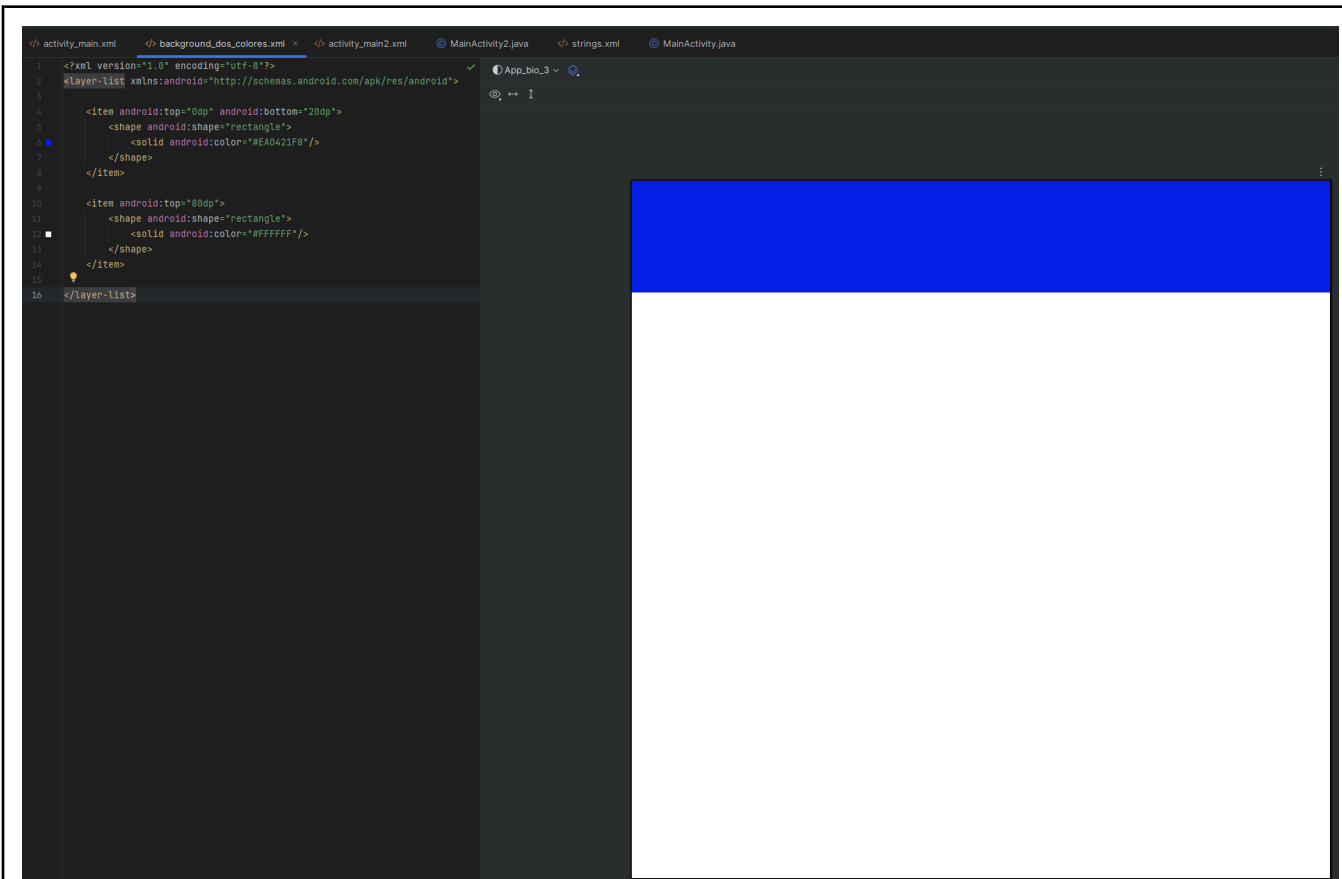 activity_main.xml background_dos_colores.xml × activity_main2.xml MainActivity2.java strings.xml MainActivity.java
App_bio_3
1 <?xml version="1.0" encoding="utf-8"?>
2 <layer-list xmlns:android="http://schemas.android.com/apk/res/android">
3
4 <item android:top="0dp" android:bottom="20dp">
5 <shape android:shape="rectangle">
6 <solid android:color="#EA0421F8"/>
7 </shape>
8 </item>
9
10 <item android:top="80dp">
11 <shape android:shape="rectangle">
12 <solid android:color="#FFFFFF"/>
13 </shape>
14 </item>
15
16 </layer-list>